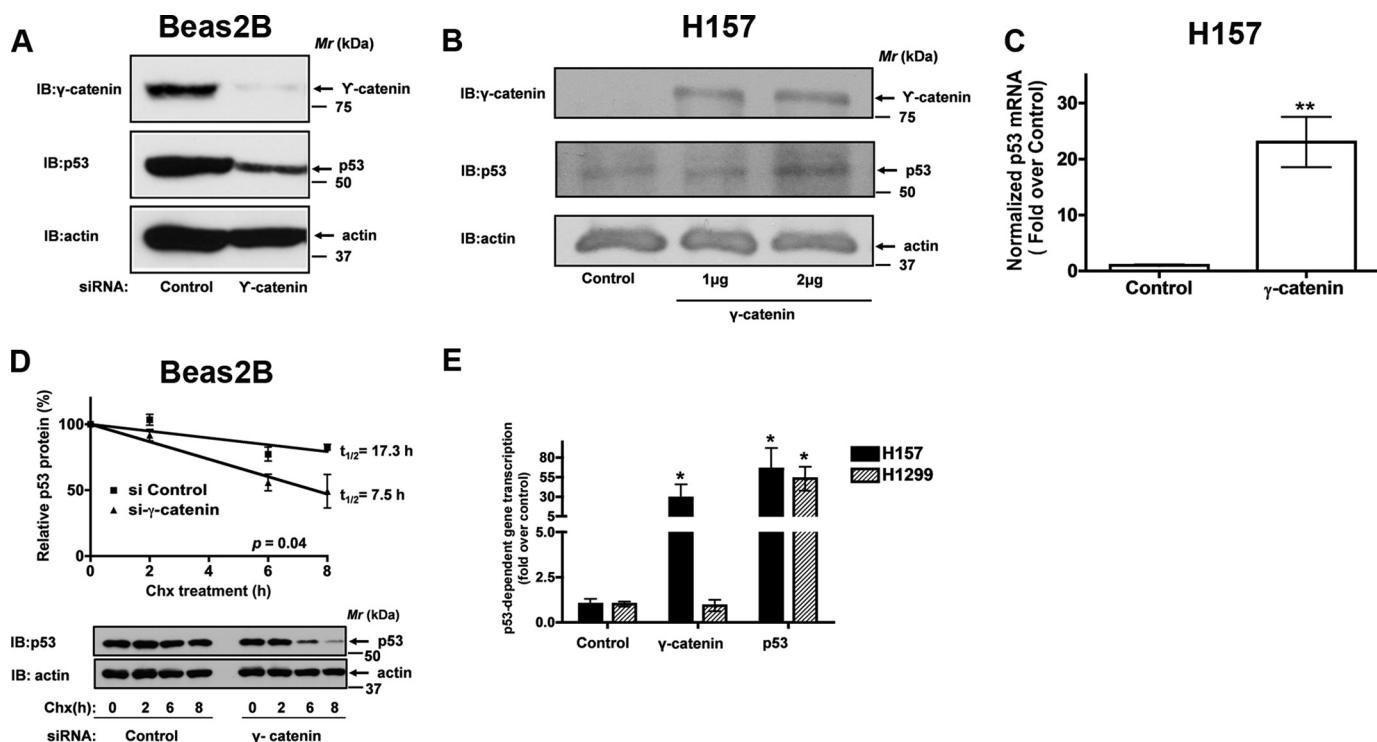 A
Beas2B
Mr (kDa)
IB:γ-catenin
ϒ-catenin
75
IB:p53
p53
50
IB:actin
actin
37
siRNA: Control ϒ-catenin
B
H157
Mr (kDa)
IB:γ-catenin
ϒ-catenin
75
IB:p53
p53
50
IB:actin
actin
37
Control 1µg 2µg
γ-catenin
C
H157
Normalized p53 mRNA
( Fold over Control)
30
20
10
0
**
Control γ-catenin
D
Beas2B
Relative p53 protein (%)
100
50
0
t1/2= 17.3 h
t1/2= 7.5 h
si Control
si-γ-catenin
p = 0.04
0 2 4 6 8
Chx treatment (h)
Mr (kDa)
IB:p53
p53
50
IB: actin
actin
37
Chx(h): 0 2 6 8 0 2 6 8
siRNA: Control γ- catenin
E
p53-dependent gene transcription
(fold over control)
80
55
30
5
5.0
2.5
0.0
*
*
*
H157
H1299
Control γ-catenin p53